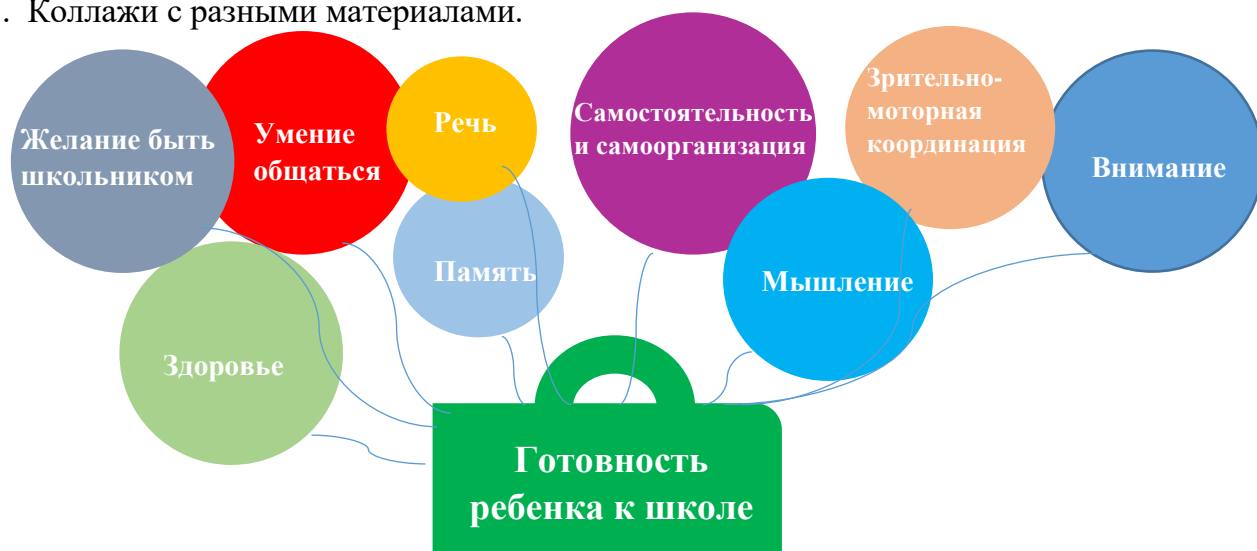 . Коллажи с разными материалами.
Желание быть
школьником
Умение
общаться
Речь
Память
Самостоятельность
и самоорганизация
Зрительно-
моторная
координация
Внимание
Мышление
Здоровье
Готовность
ребенка к школе